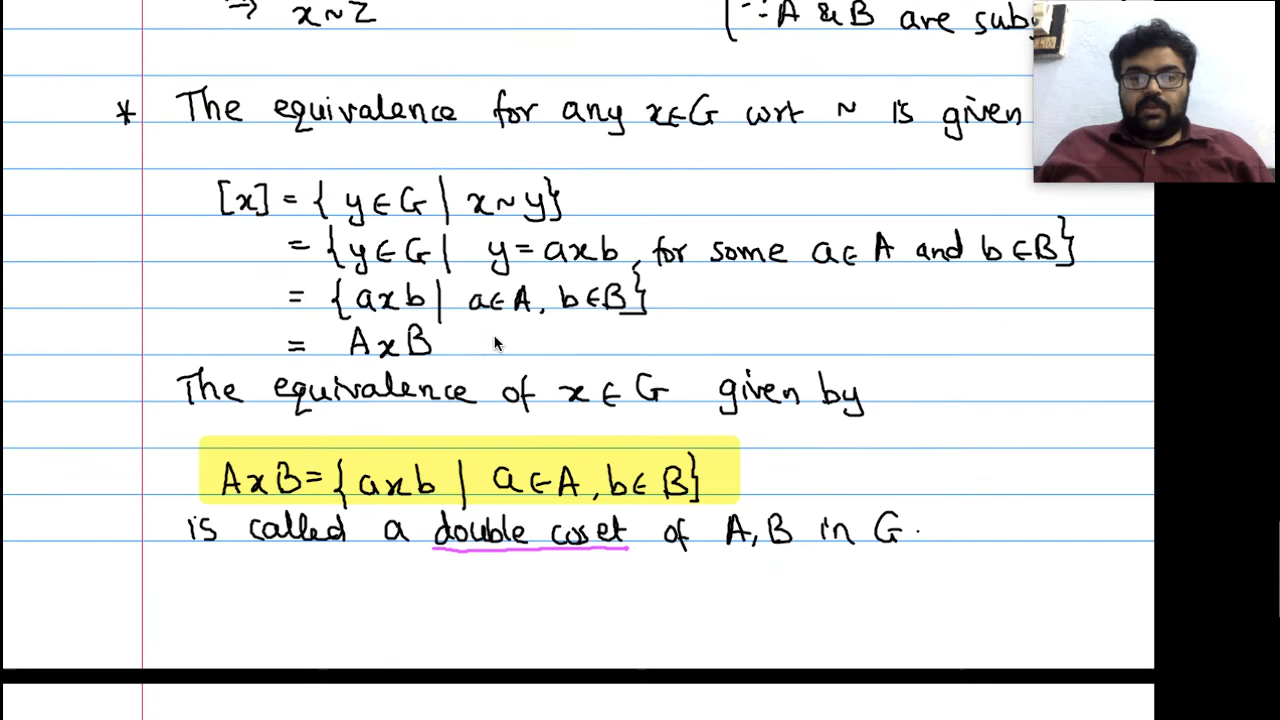 ⇒ x~z [∵ A & B are
* The equivalence for any x∈G wrt ~ is given
[x] = { y∈G | x~y}
= {y∈G | y=axb, for some a∈A and b∈B}
= {axb | a∈A, b∈B}
= AxB
The equivalence of x∈G given by
AxB={axb | a∈A, b∈B}
is called a double coset of A, B in G.